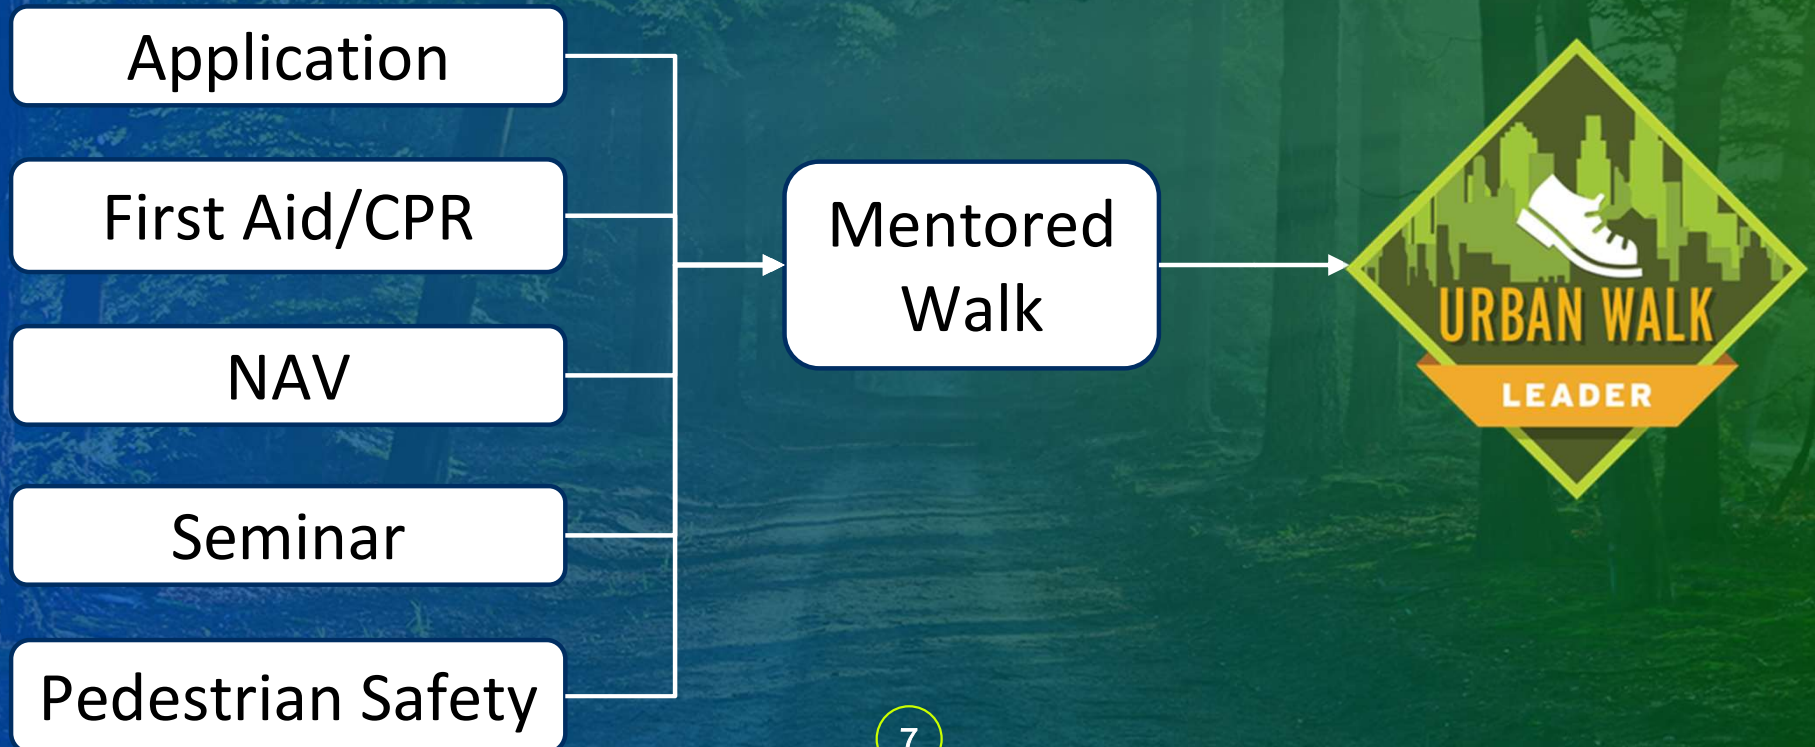 Application
First Aid/CPR
NAV
Seminar
Pedestrian Safety
Mentored
Walk
URBAN WALK
LEADER
7